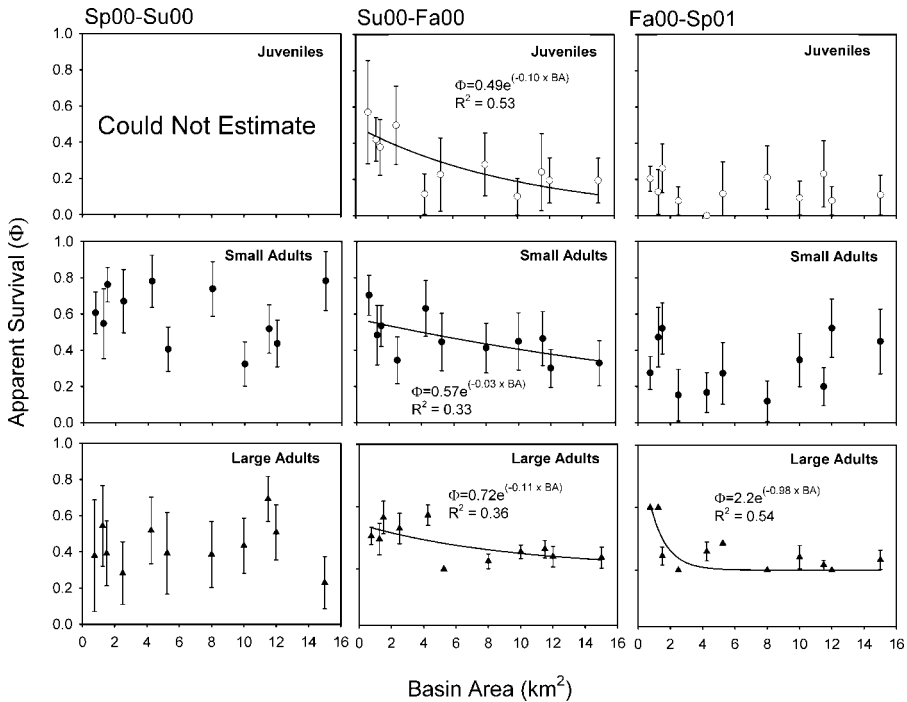 Sp00-Su00 Su00-Fa00 Fa00-Sp01
1.0 Juveniles Juveniles Juveniles
0.8 Φ=0.49e(-0.10 x BA)
R2 = 0.53
0.6 Could Not Estimate
0.4
0.2
0.0
1.0 Small Adults Small Adults Small Adults
0.8
0.6
0.4
0.2 Φ=0.57e(-0.03 x BA)
R2 = 0.33
0.0
Apparent Survival (Φ)
1.0 Large Adults Large Adults Large Adults
0.8 Φ=0.72e(-0.11 x BA) Φ=2.2e(-0.98 x BA)
R2 = 0.36 R2 = 0.54
0.6
0.4
0.2
0.0
0 2 4 6 8 10 12 14 16 0 2 4 6 8 10 12 14 16 0 2 4 6 8 10 12 14 16
Basin Area (km2)